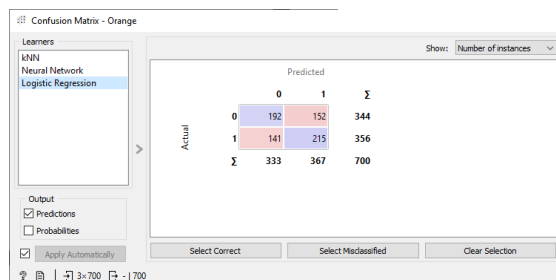 Confusion Matrix - Orange
Learners
kNN
Neural Network
Logistic Regression
Output
Predictions
Probabilities
Apply Automatically
Show: Number of instances
Predicted
0 1 Σ
Actual
0 192 152 344
1 141 215 356
Σ 333 367 700
Select Correct Select Misclassified Clear Selection
? 3×700 - | 700